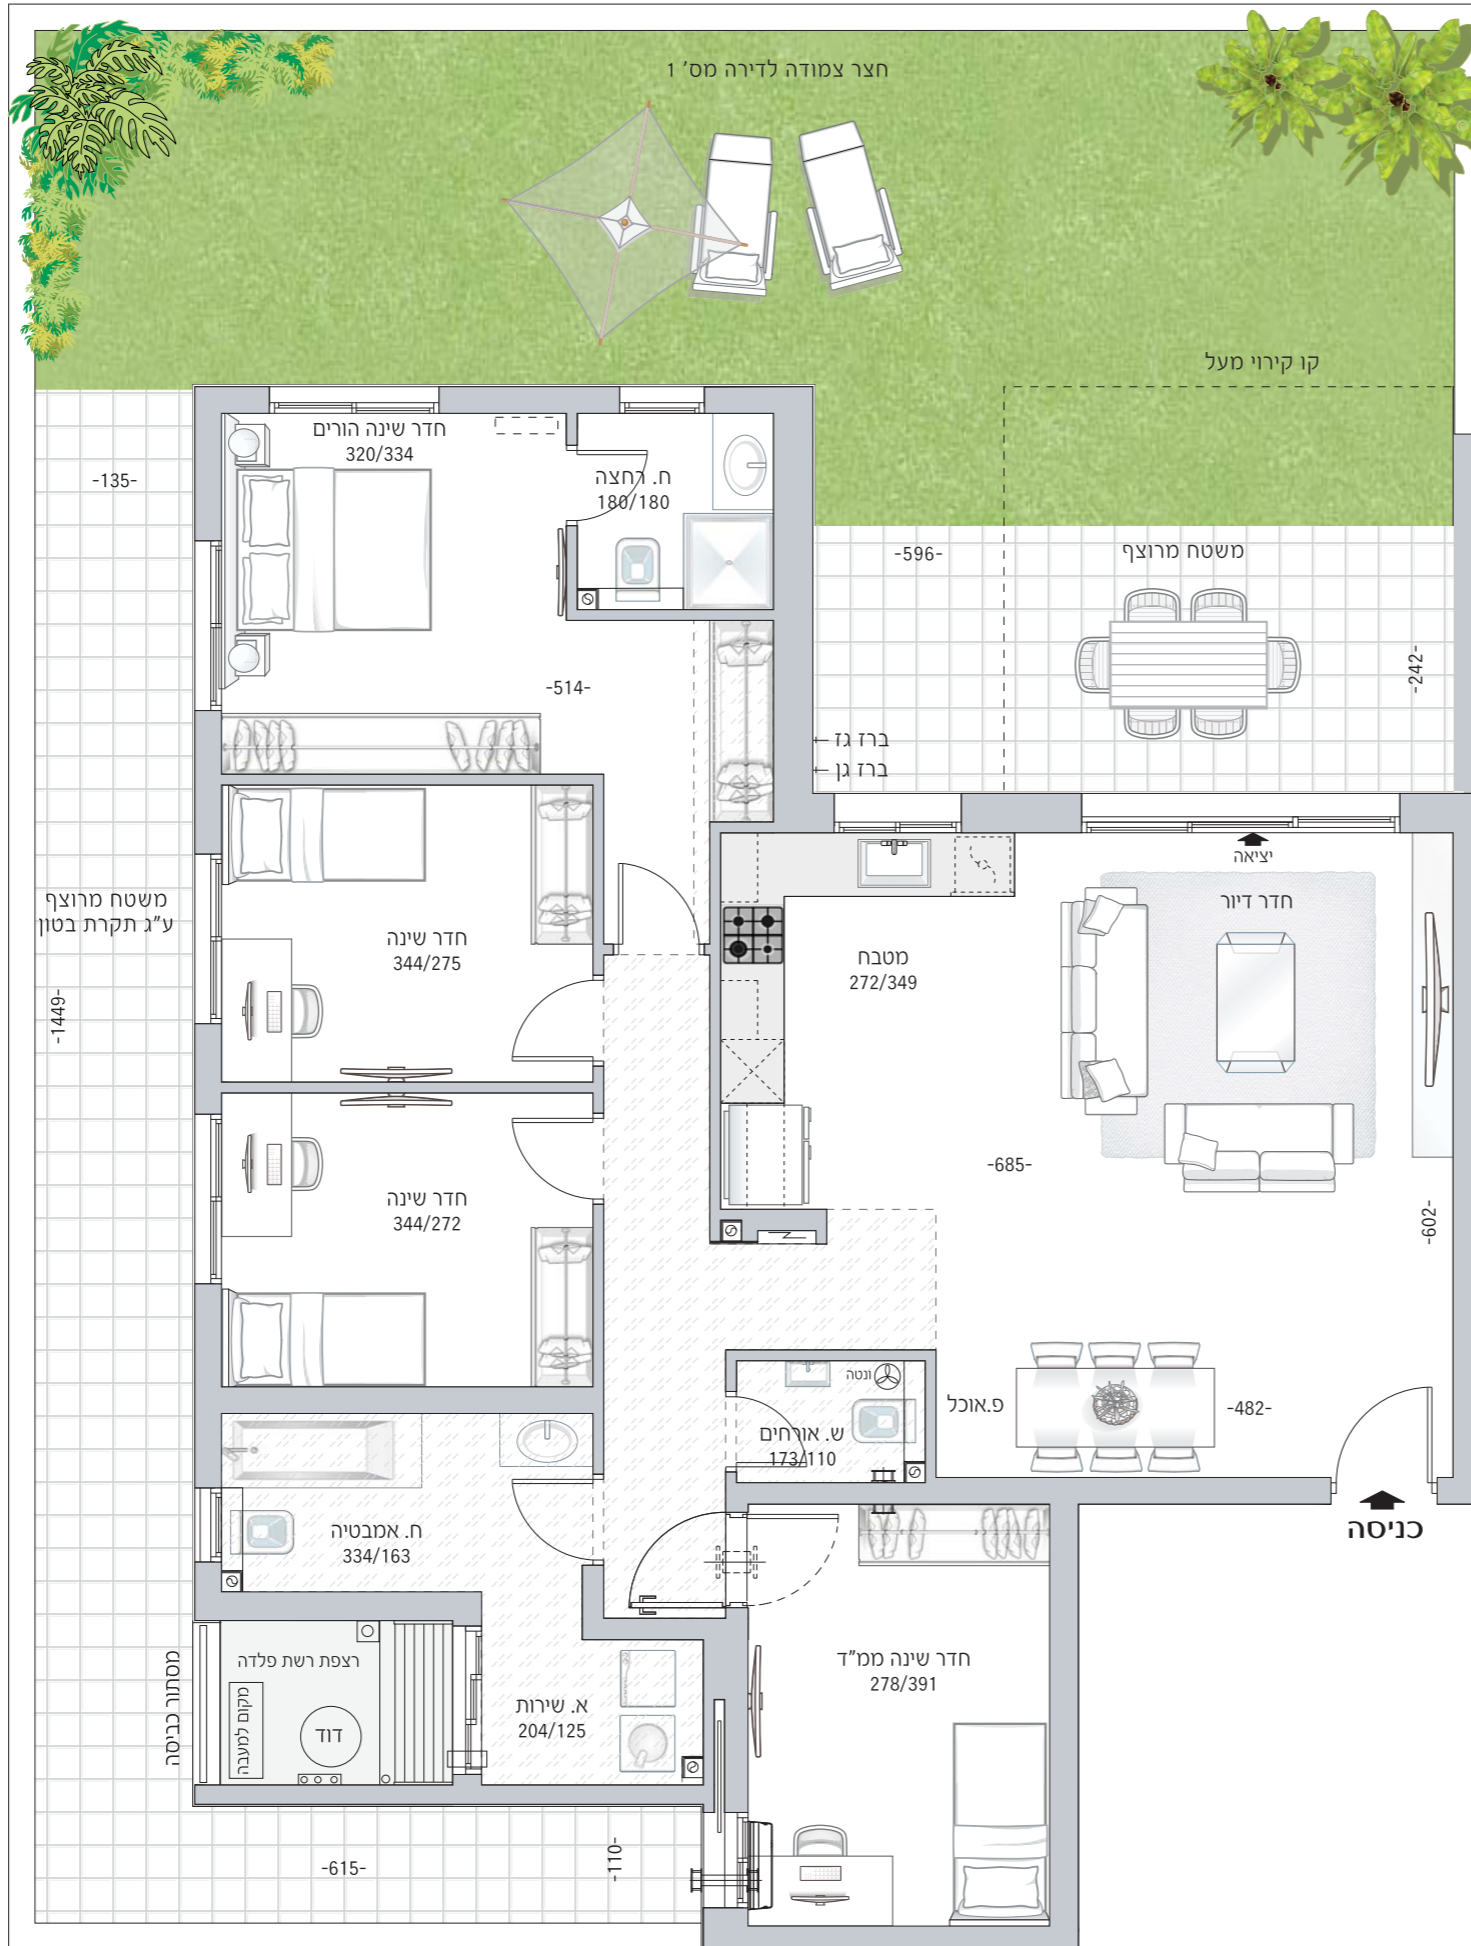 חצר צמודה לדירה מס' 1
קו קירוי מעל
חדר שינה הורים
320/334
ח. רחצה
180/180
-135-
-596-
משטח מרוצף
-242-
-514-
ברז גז
ברז גן
יציאה
חדר דיור
משטח מרוצף
ע"ג תקרת בטון
-1449-
חדר שינה
344/275
מטבח
272/349
-685-
חדר שינה
344/272
-602-
ונטה
ש. אורחים
173/110
פ.אוכל
-482-
כניסה
ח. אמבטיה
334/163
מסתור כביסה
רצפת רשת פלדה
מקום למעבה
דוד
א. שירות
204/125
חדר שינה ממ"ד
278/391
-615-
-110-